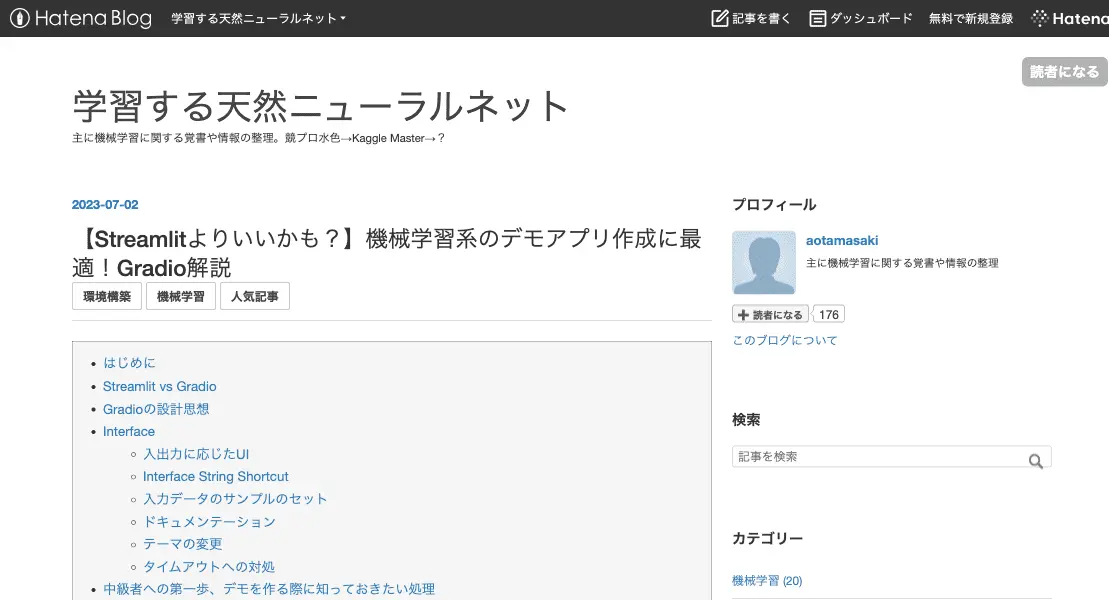 Hatena Blog 学習する天然ニューラルネット 記事を書く ダッシュボード 無料で新規登録 Hatena
読者になる
学習する天然ニューラルネット
主に機械学習に関する覚書や情報の整理。競プロ水色→Kaggle Master→？
2023-07-02
【Streamlitよりいいかも？】機械学習系のデモアプリ作成に最
適！Gradio解説
環境構築 機械学習 人気記事
はじめに
Streamlit vs Gradio
Gradioの設計思想
Interface
入出力に応じたUI
Interface String Shortcut
入力データのサンプルのセット
ドキュメンテーション
テーマの変更
タイムアウトへの対処
中級者への第一歩、デモを作る際に知っておきたい処理
プロフィール
aotamasaki
主に機械学習に関する覚書や情報の整理
読者になる 176
このブログについて
検索
記事を検索
カテゴリー
機械学習 (20)